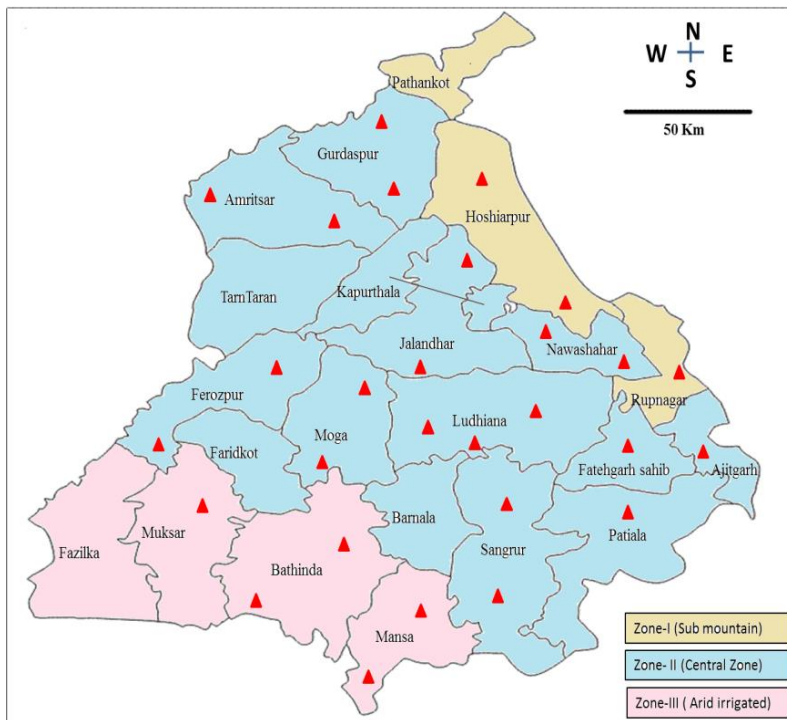 N
W E
S
50 Km
Pathankot
Gurdaspur
Amritsar
Hoshiarpur
TarnTaran
Kapurthala
Jalandhar
Nawashahar
Ferozpur
Rupnagar
Moga
Ludhiana
Faridkot
Fatehgarh sahib
Ajitgarh
Barnala
Muksar
Patiala
Fazilka
Bathinda
Sangrur
Mansa
Zone-I (Sub mountain)
Zone- II (Central Zone)
Zone-III ( Arid irrigated)